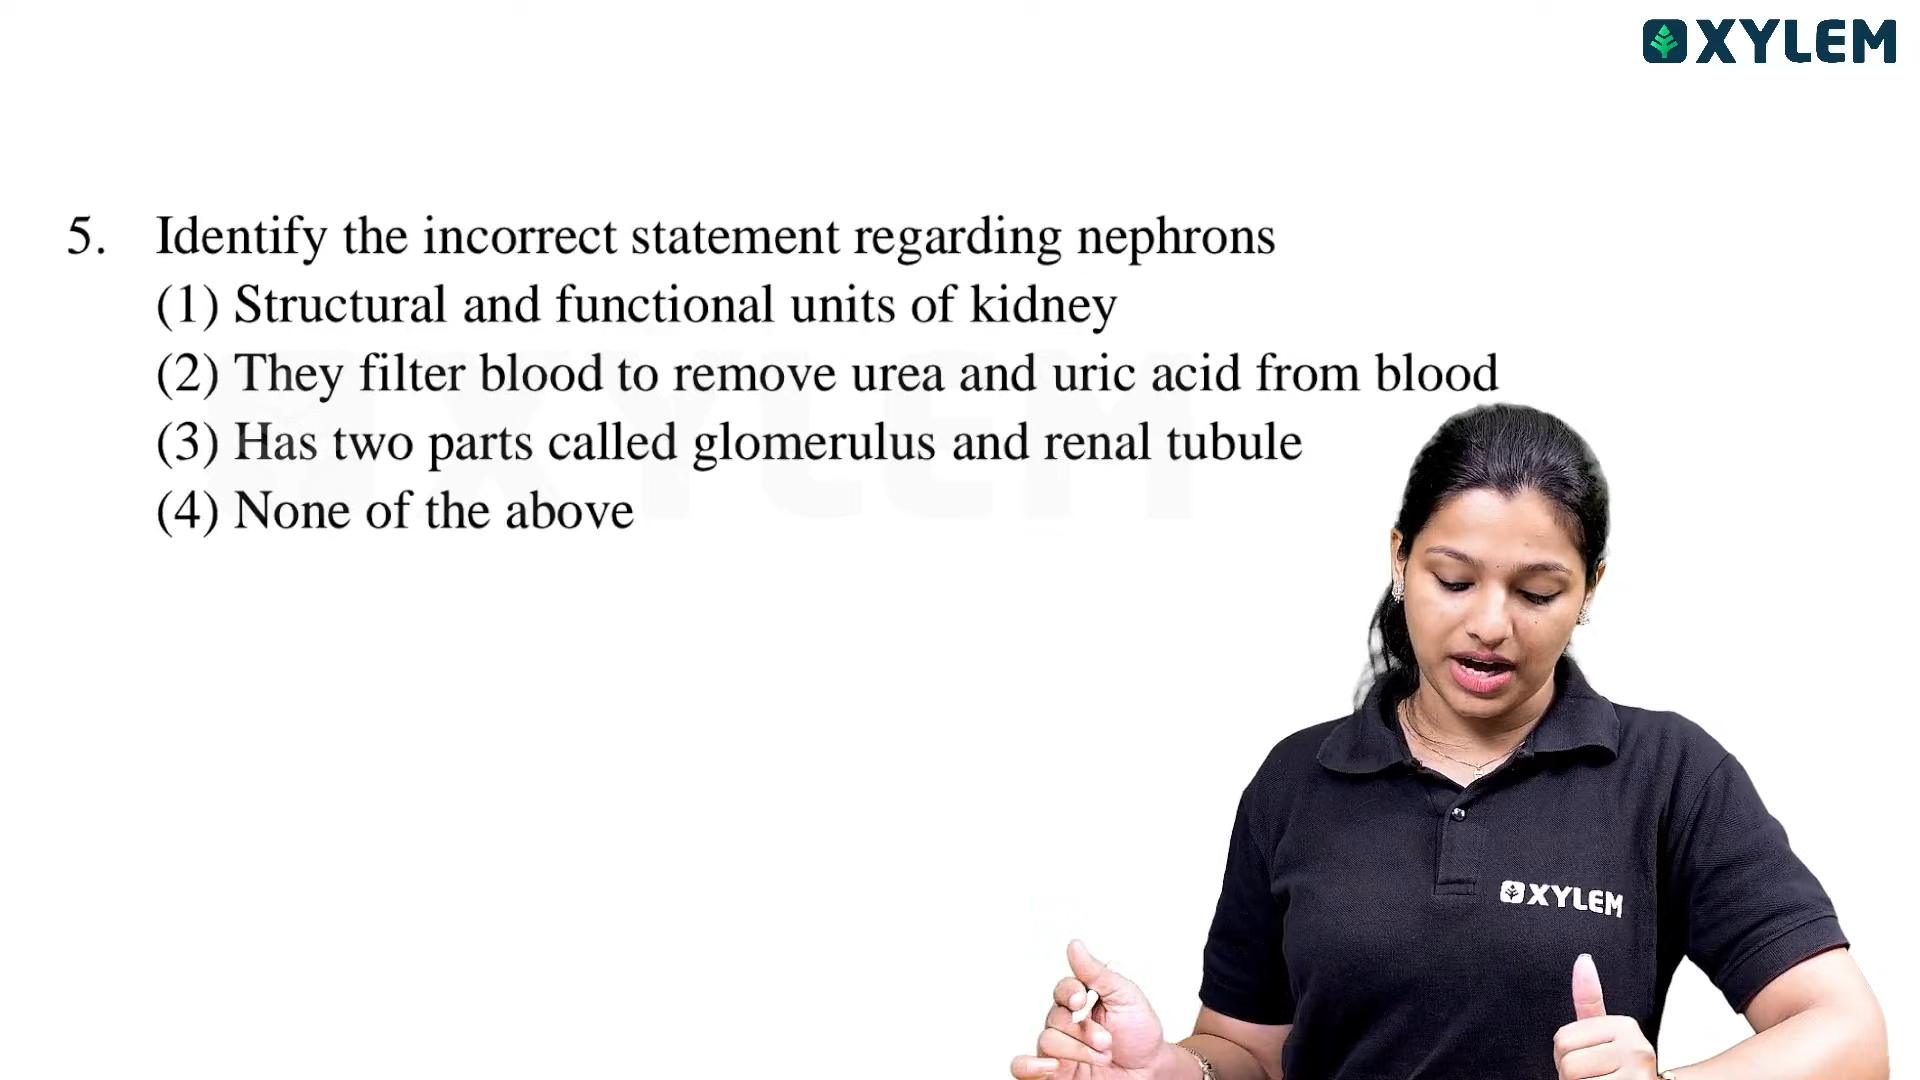 XYLEM
5. Identify the incorrect statement regarding nephrons
(1) Structural and functional units of kidney
(2) They filter blood to remove urea and uric acid from blood
(3) Has two parts called glomerulus and renal tubule
(4) None of the above
XYLEM
XYLEM